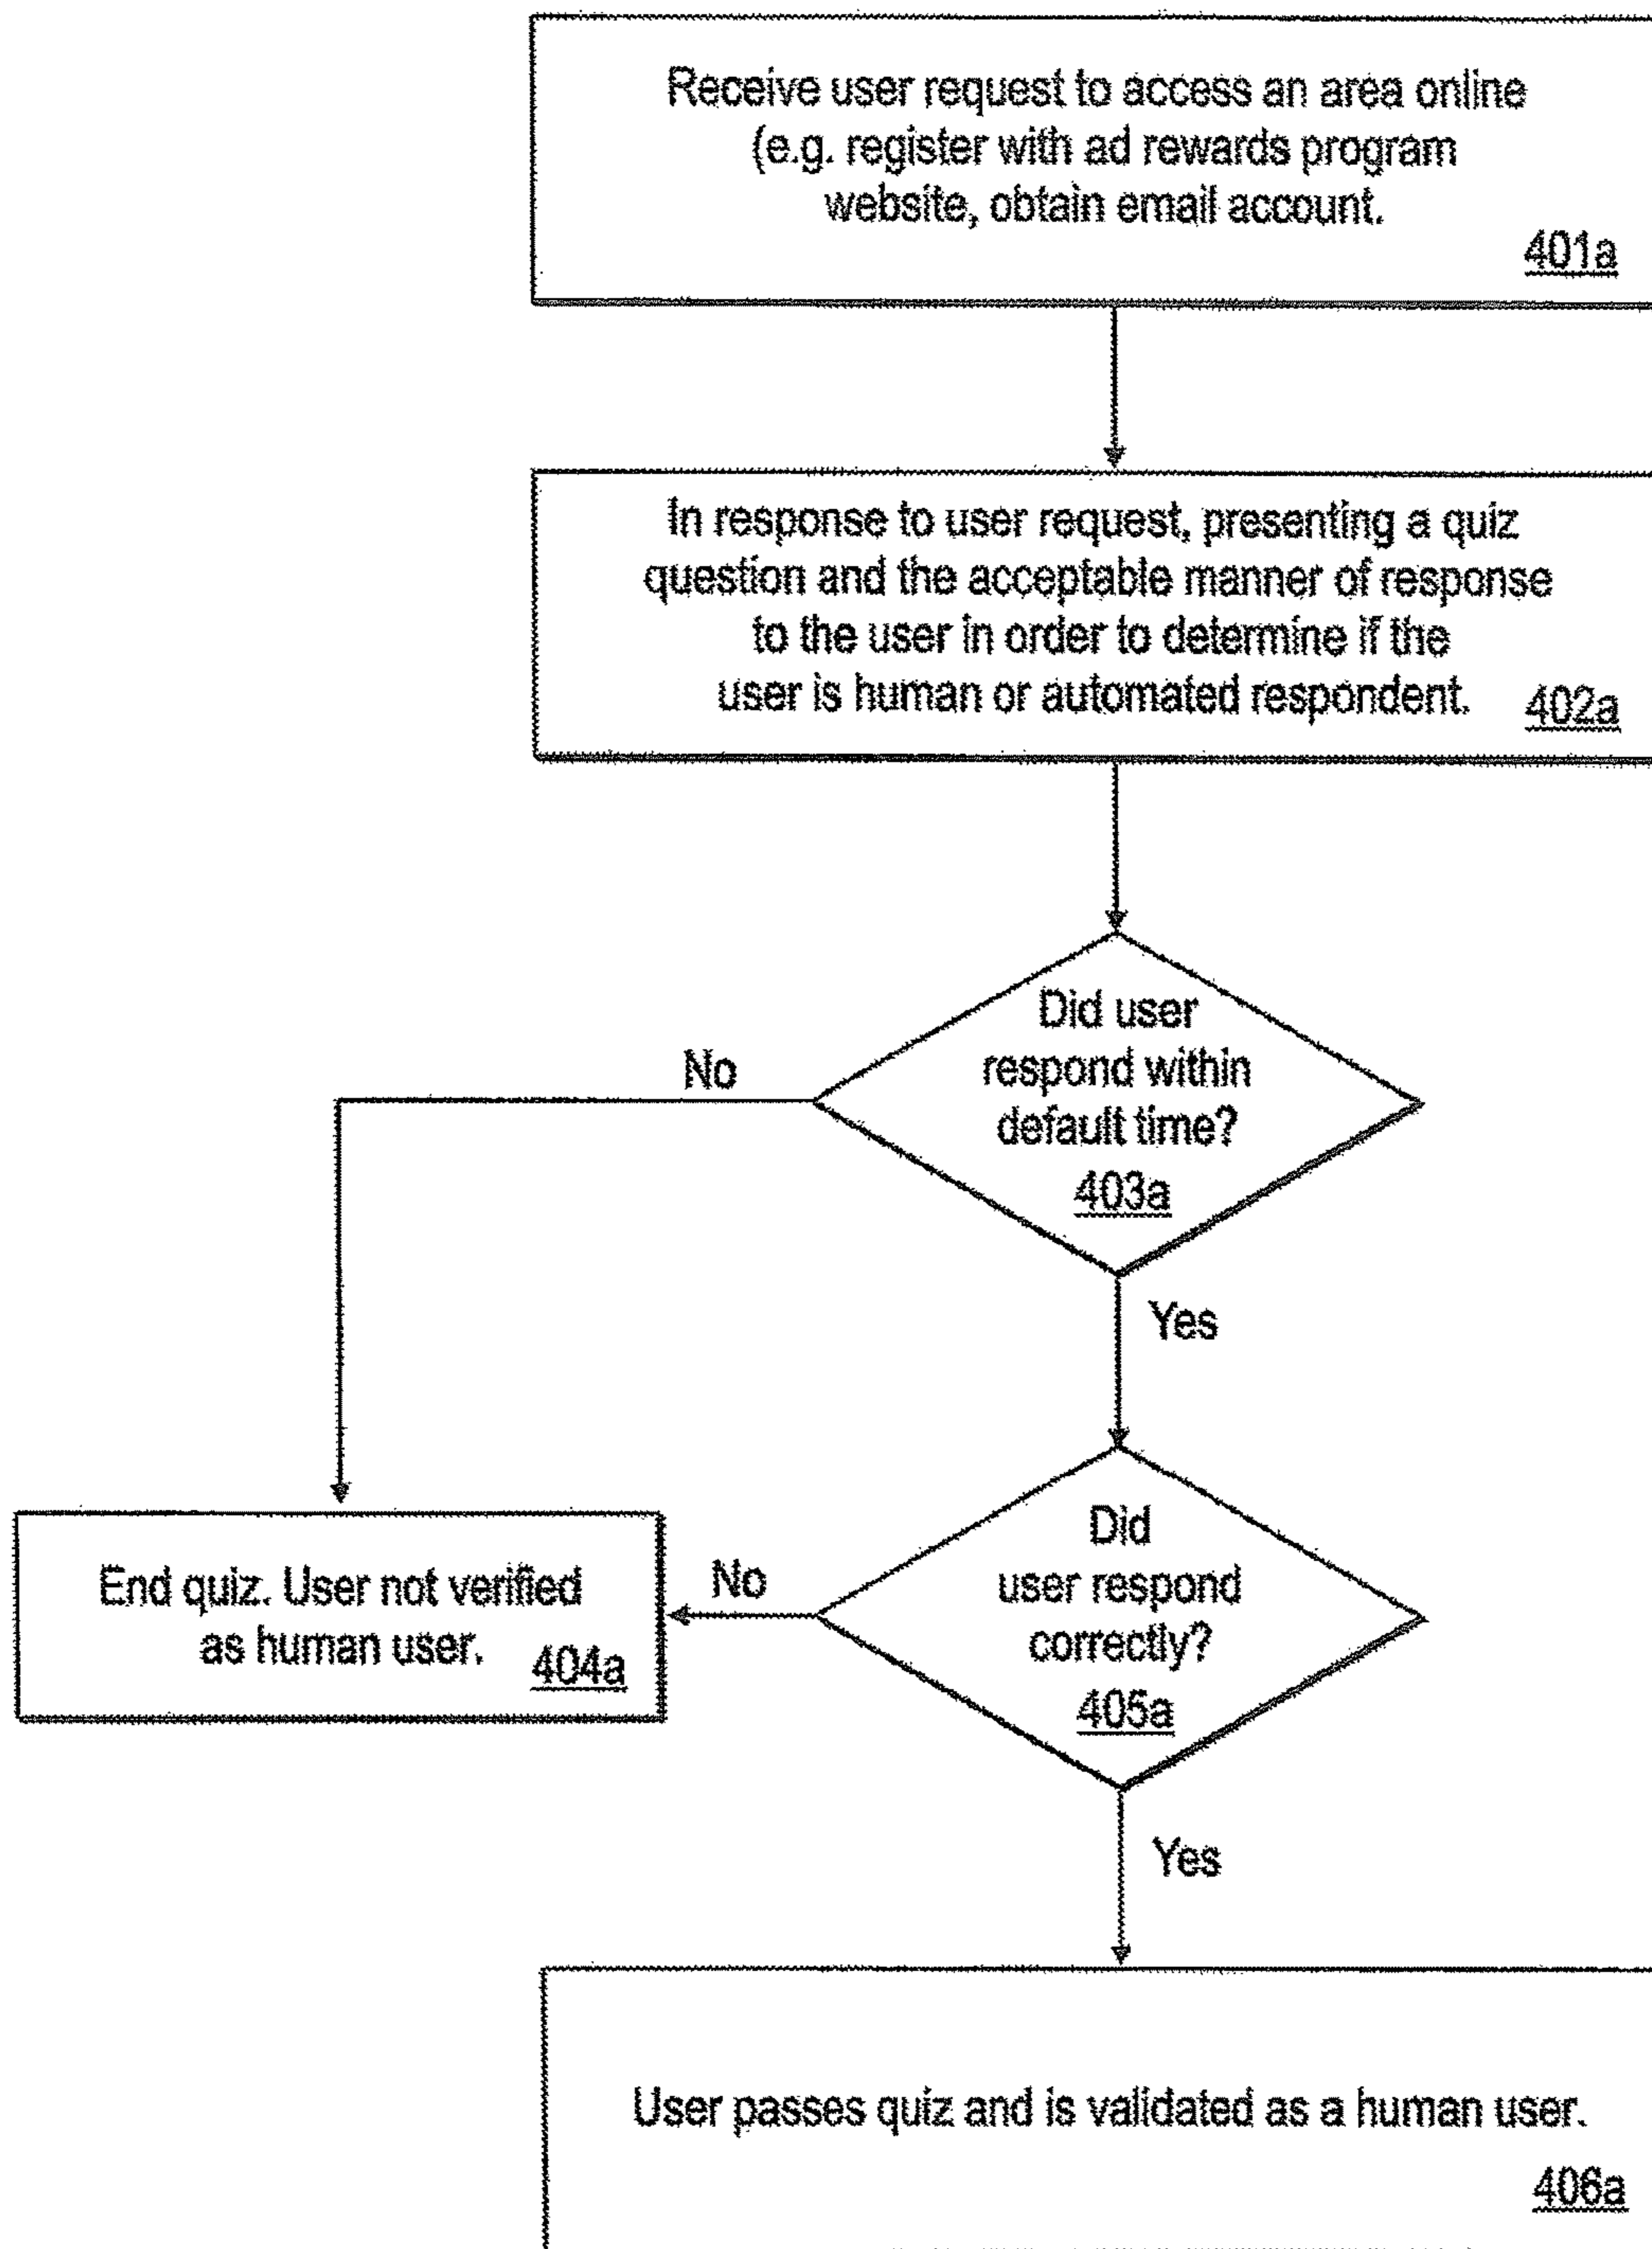 Receive user request to access an area online
(e.g. register with ad rewards program
website, obtain email account.
401a
In response to user request, presenting a quiz
question and the acceptable manner of response
to the user in order to determine if the
user is human or automated respondent.
402a
Did user
respond within
default time?
403a
No
Yes
Did
user respond
correctly?
405a
No
End quiz. User not verified
as human user.
404a
Yes
User passes quiz and is validated as a human user.
406a